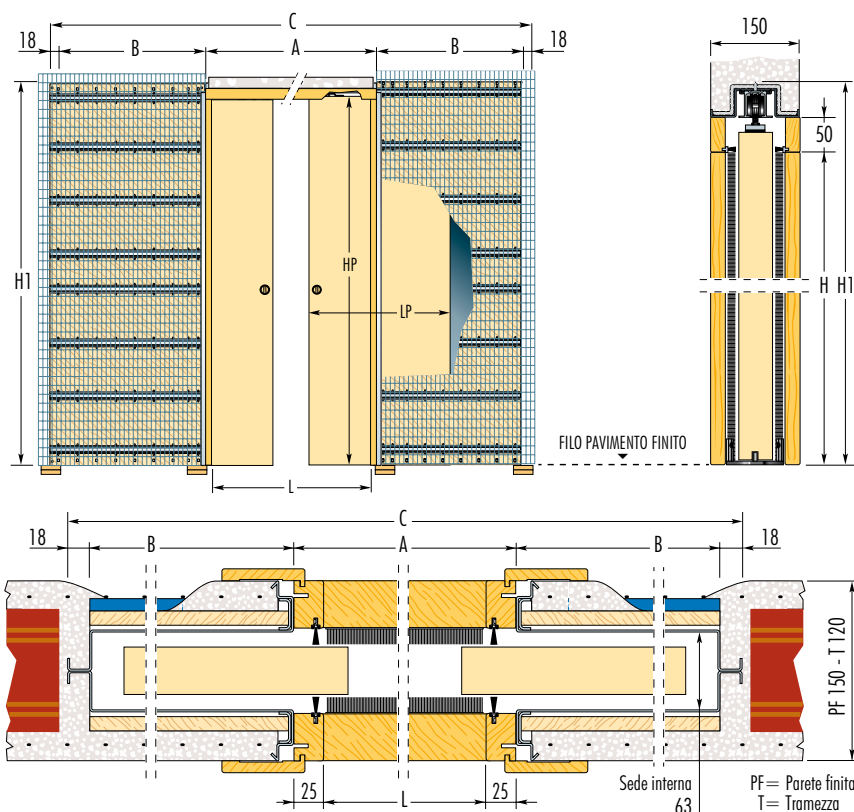 C
18 B A B 18
150
50
H1
HP
LP
H
H1
FILO PAVIMENTO FINITO
L
C
18 B A B 18
PF 150 - T 120
25 L 25
Sede interna
63
PF= Parete finita
T= Tramezza